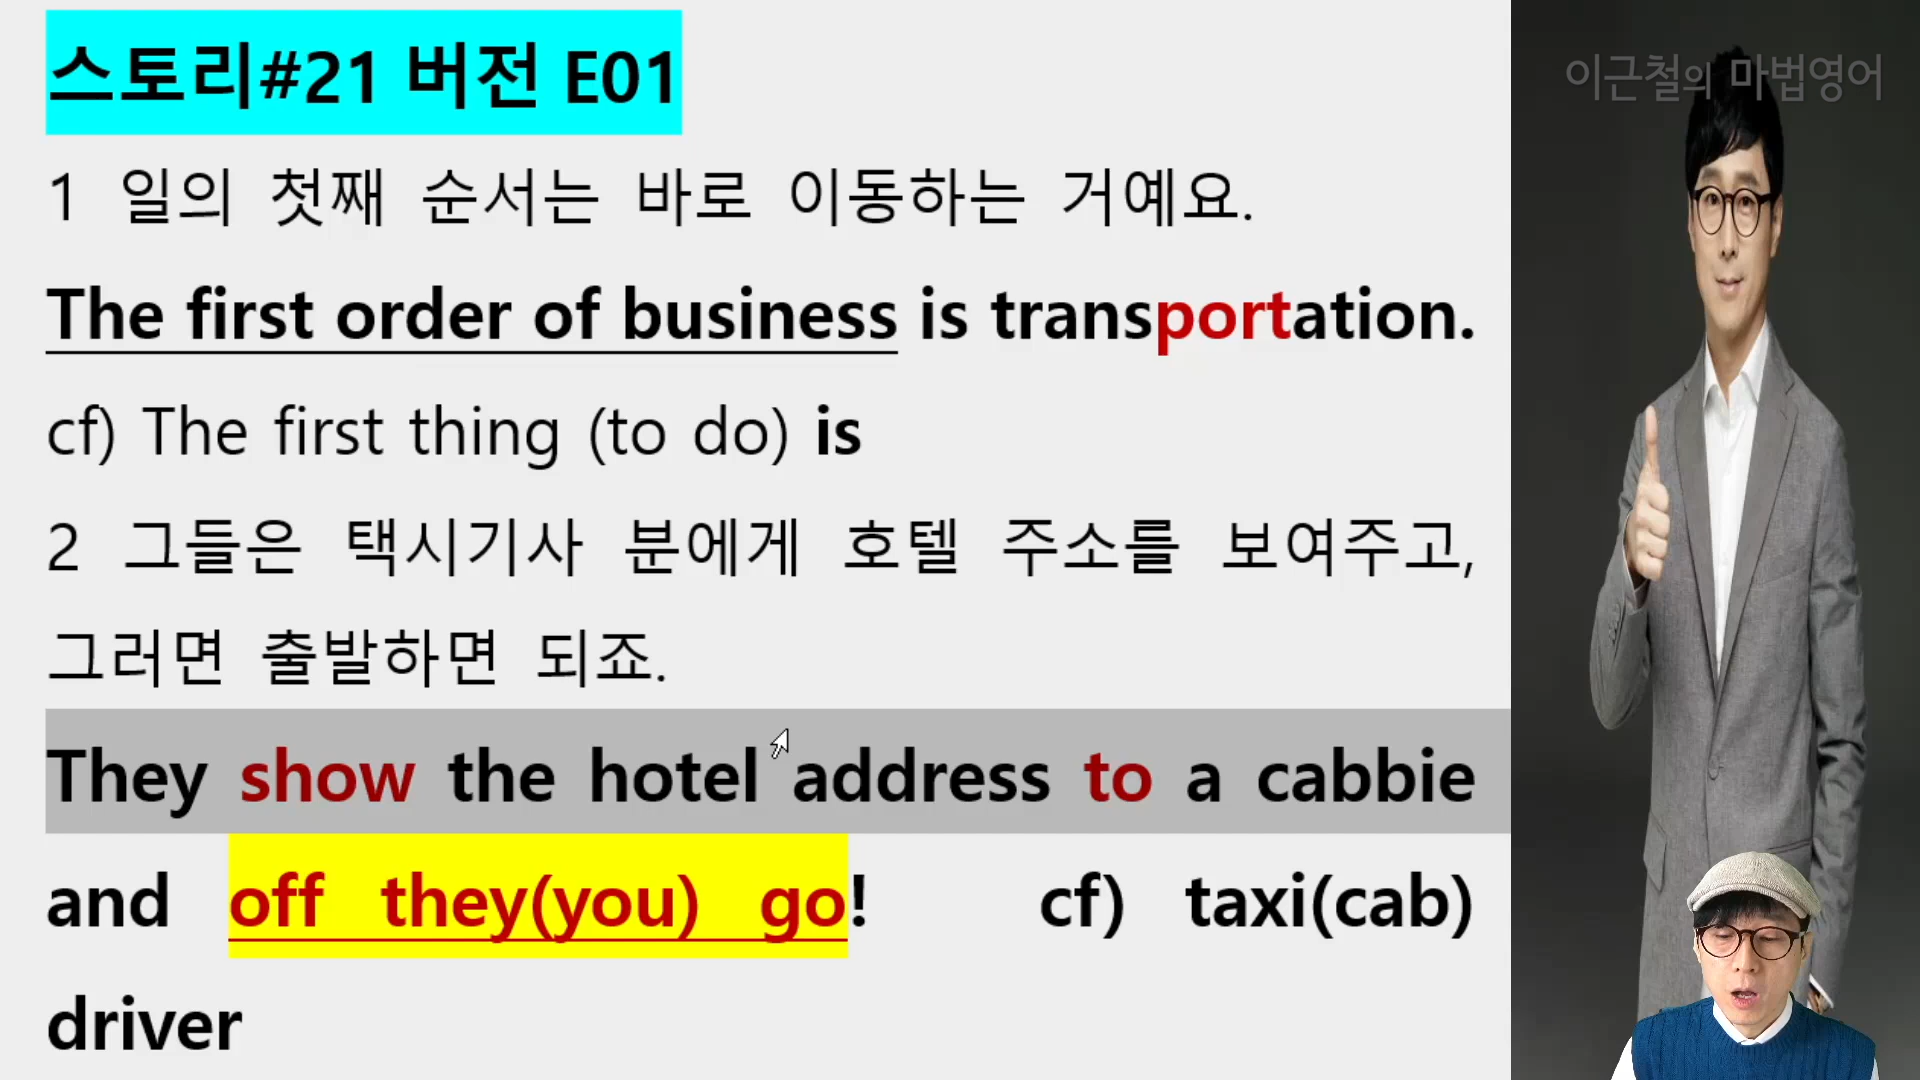 스토리#21 버전 E01
이근철의 마법영어
1 일의 첫째 순서는 바로 이동하는 거예요.
The first order of business is transportation.
cf) The first thing (to do) is
2 그들은 택시기사 분에게 호텔 주소를 보여주고,
그러면 출발하면 되죠.
They show the hotel address to a cabbie
and off they(you) go! cf) taxi(cab)
driver